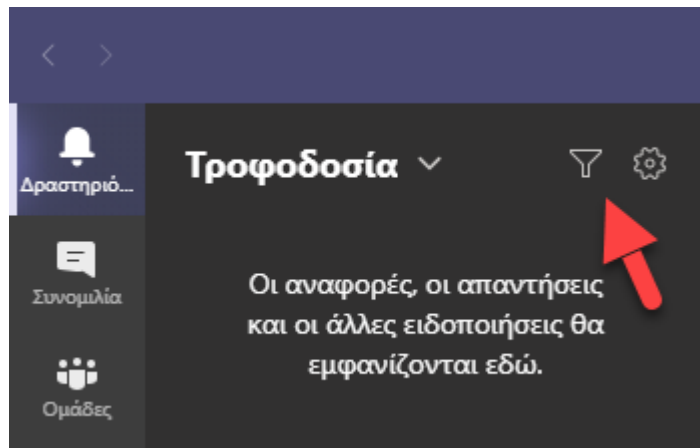 Τροφοδοσία
Δραστηριό...
Συνομιλία
Ομάδες
Οι αναφορές, οι απαντήσεις
και οι άλλες ειδοποιήσεις θα
εμφανίζονται εδώ.